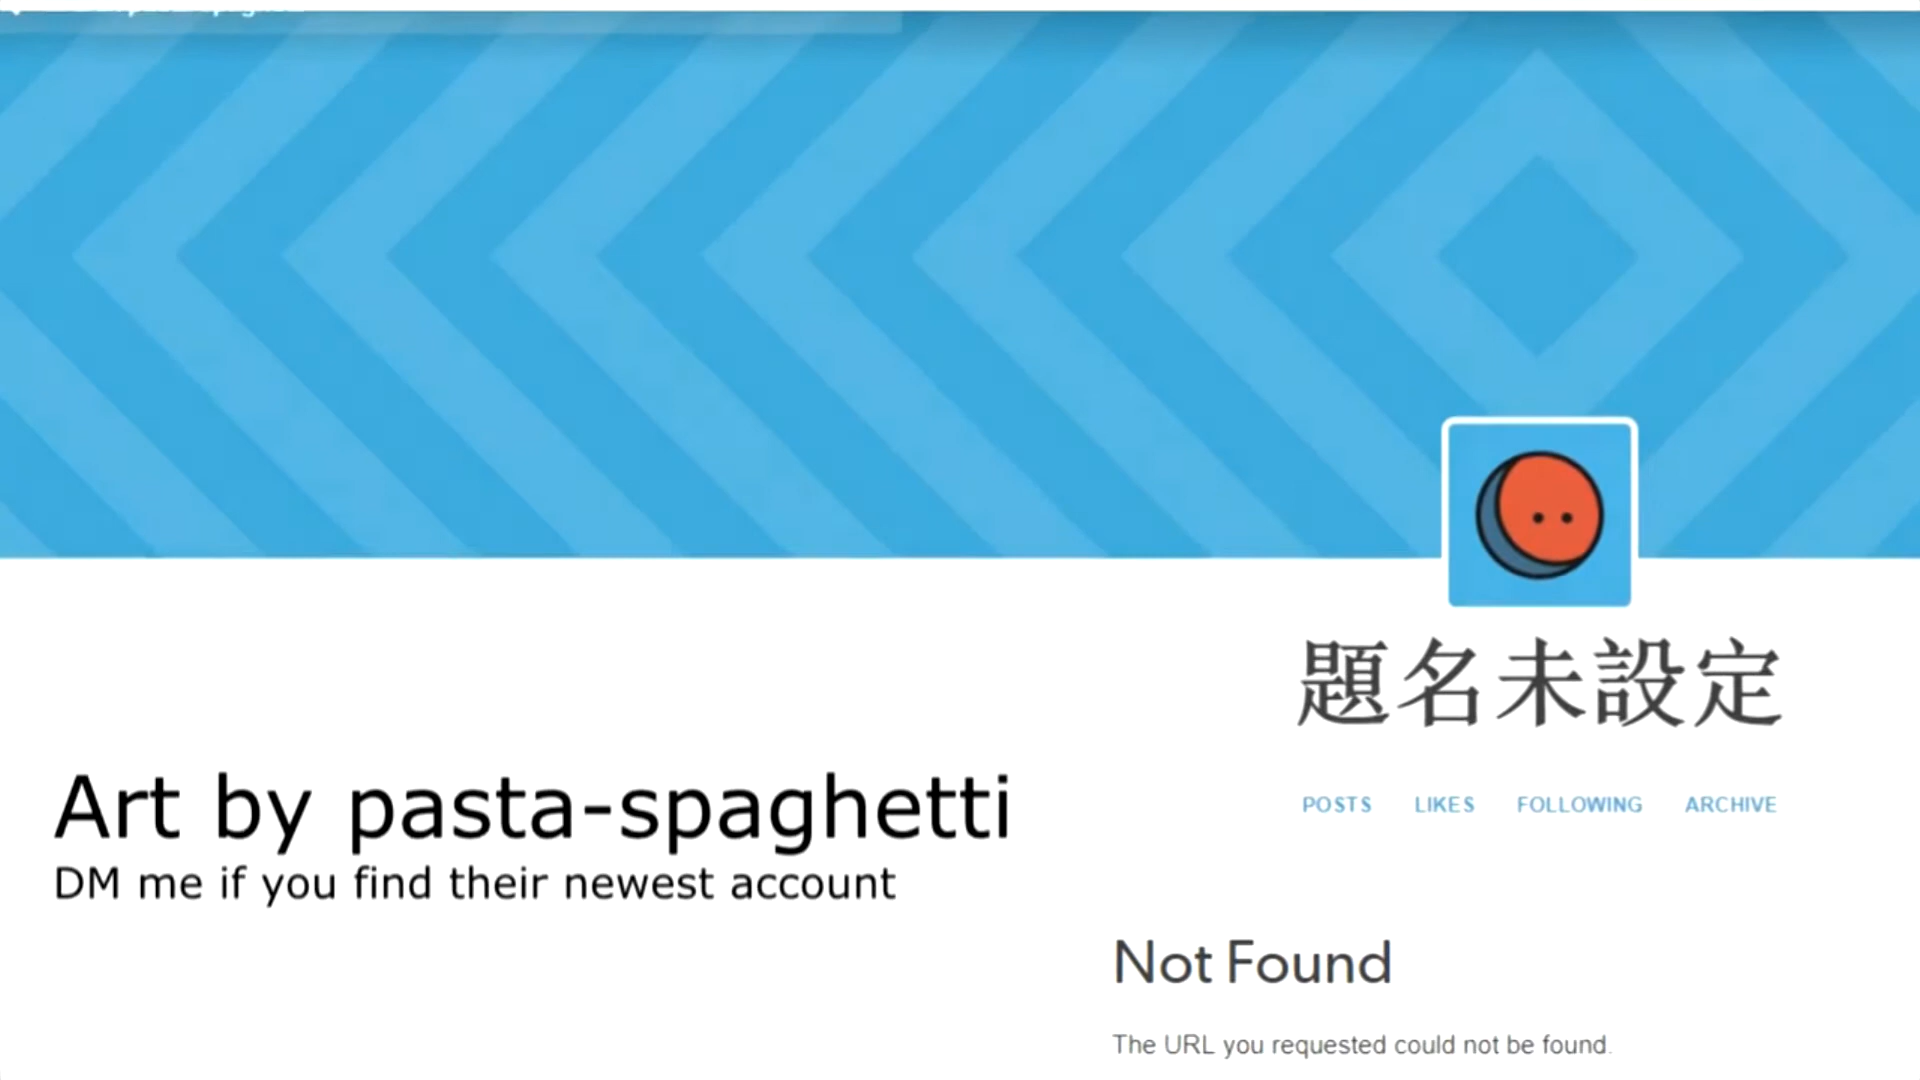 題名未設定
POSTS LIKES FOLLOWING ARCHIVE
Art by pasta-spaghetti
DM me if you find their newest account
Not Found
The URL you requested could not be found.